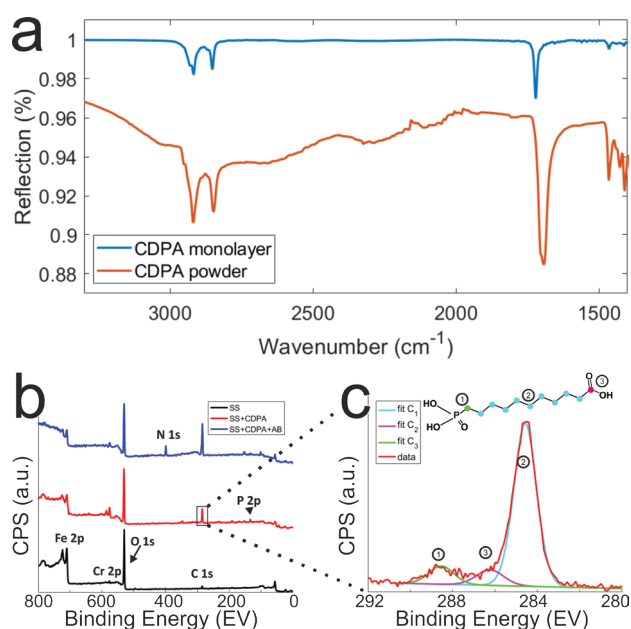 a
1
0.98
0.96
0.94
0.92
0.9
0.88
Reflection (%)
CDPA monolayer
CDPA powder
3000
2500
2000
1500
Wavenumber (cm⁻¹)
b
SS
SS+CDPA
SS+CDPA+AB
N 1s
P 2p
Fe 2p
O 1s
Cr 2p
C 1s
CPS (a.u.)
800
600
400
200
0
Binding Energy (EV)
c
fit C₁
fit C₂
fit C₃
data
HO
HO
P
O
O
OH
1
2
3
2
1
3
CPS (a.u.)
292
288
284
280
Binding Energy (EV)